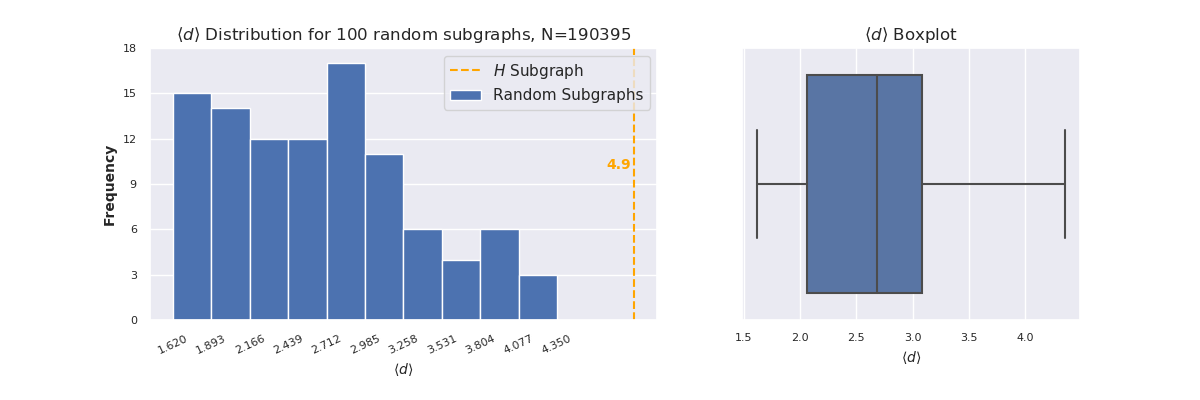 ⟨d⟩ Distribution for 100 random subgraphs, N=190395
18
15
12
9
6
3
0
Frequency
H Subgraph
Random Subgraphs
4.9
1.620 1.893 2.166 2.439 2.712 2.985 3.258 3.531 3.804 4.077 4.350
⟨d⟩
⟨d⟩ Boxplot
1.5 2.0 2.5 3.0 3.5 4.0
⟨d⟩